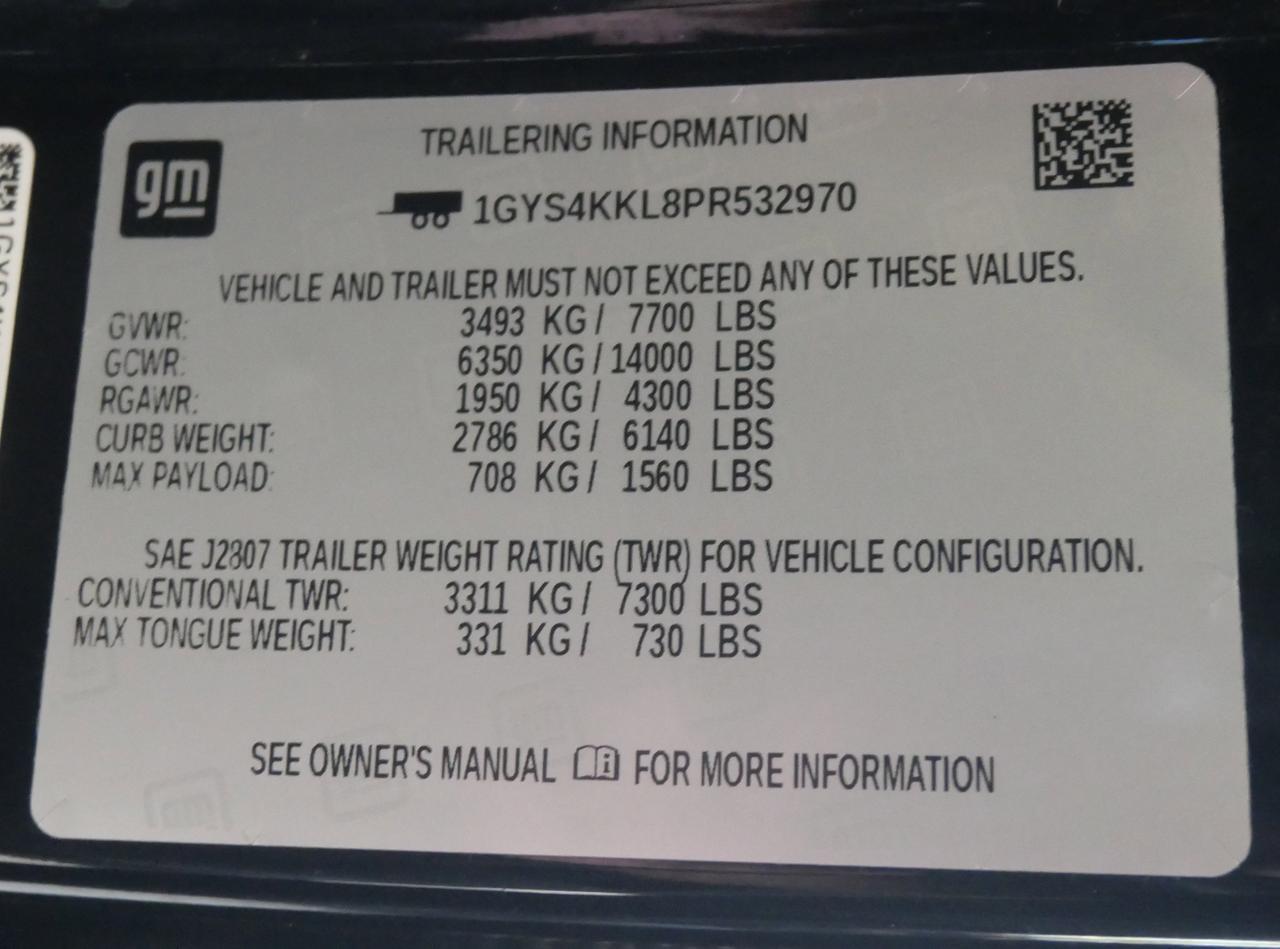 gm
TRAILERING INFORMATION
1GYS4KKL8PR532970
VEHICLE AND TRAILER MUST NOT EXCEED ANY OF THESE VALUES.
GVWR: 3493 KG / 7700 LBS
GCWR: 6350 KG / 14000 LBS
RGAWR: 1950 KG / 4300 LBS
CURB WEIGHT: 2786 KG / 6140 LBS
MAX PAYLOAD: 708 KG / 1560 LBS
SAE J2807 TRAILER WEIGHT RATING (TWR) FOR VEHICLE CONFIGURATION.
CONVENTIONAL TWR: 3311 KG / 7300 LBS
MAX TONGUE WEIGHT: 331 KG / 730 LBS
SEE OWNER'S MANUAL FOR MORE INFORMATION